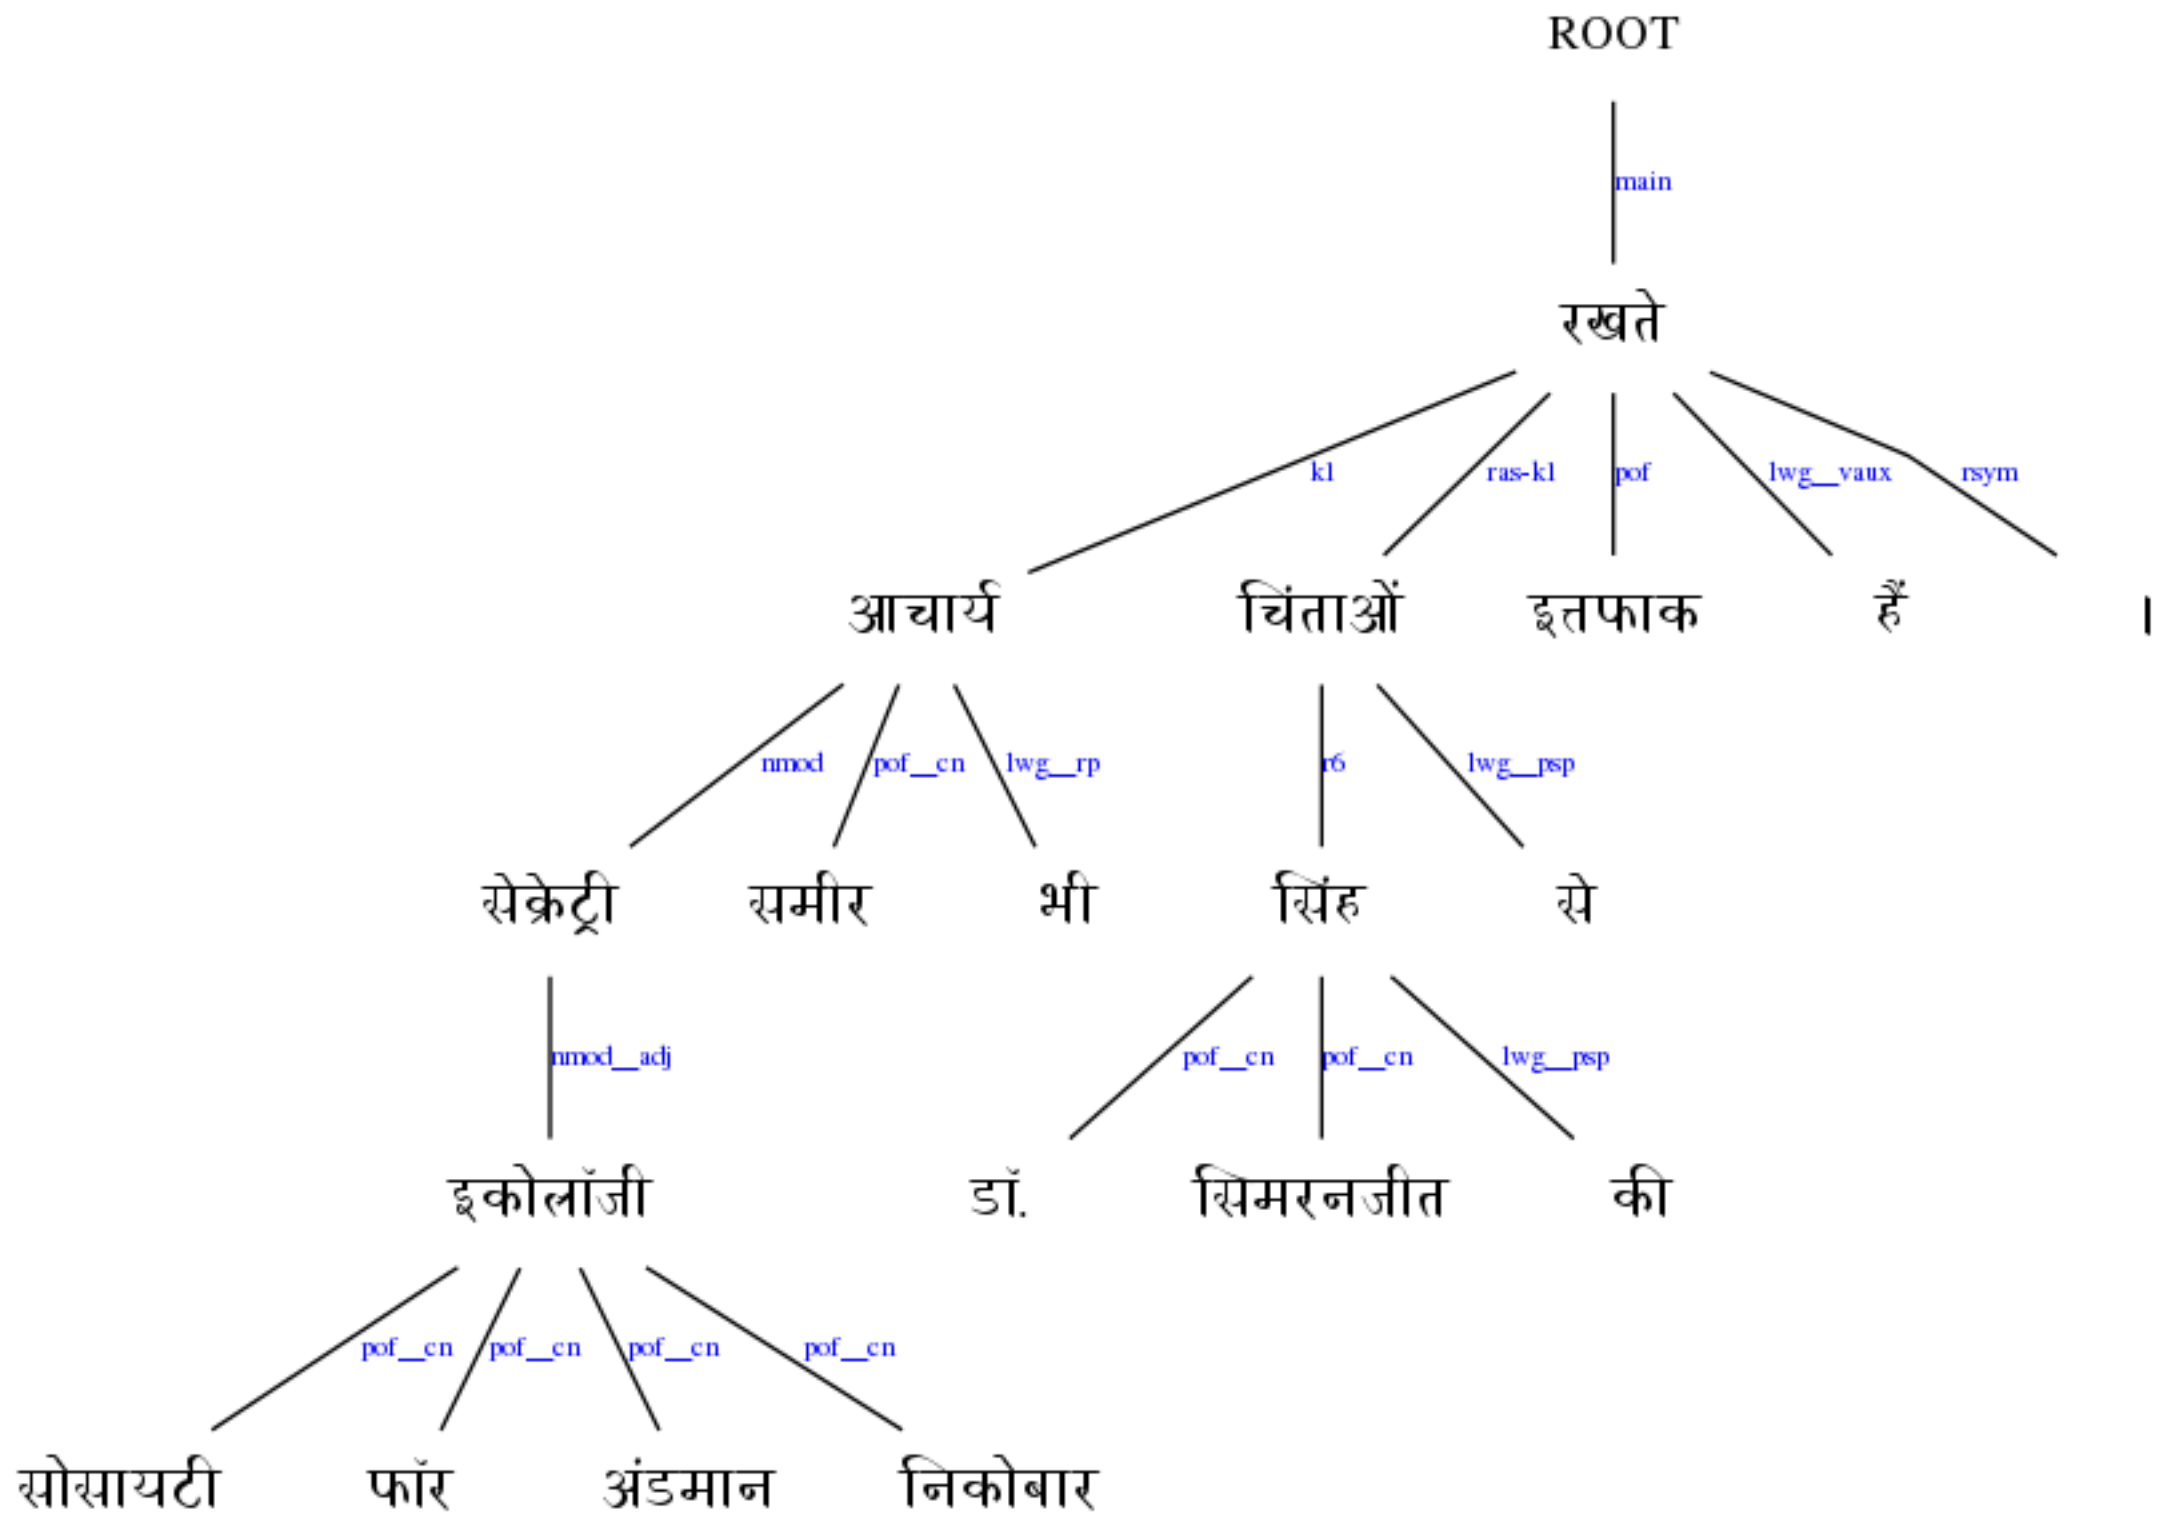 ROOT
main
रखते
k1 ras-k1 pof lwg__vaux rsym
आचार्य चिंताओं इत्तफाक हैं ।
nmod pof__cn lwg__rp r6 lwg__psp
सेक्रेट्री समीर भी सिंह से
nmod__adj pof__cn pof__cn lwg__psp
इकोलॉजी डॉ. सिमरनजीत की
pof__cn pof__cn pof__cn pof__cn
सोसायटी फॉर अंडमान निकोबार